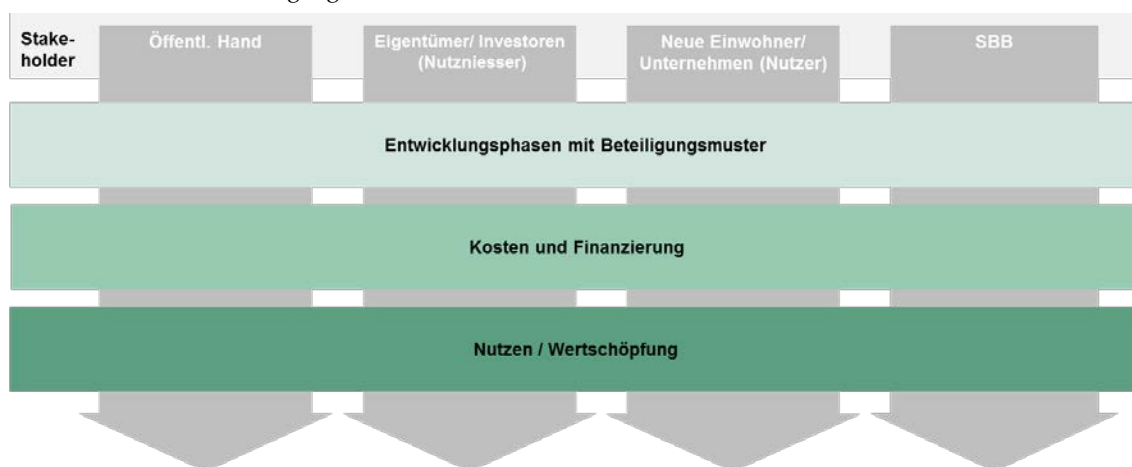 Stake-
holder
Öffentl. Hand
Eigentümer/ Investoren
(Nutzniesser)
Neue Einwohner/
Unternehmen (Nutzer)
SBB
Entwicklungsphasen mit Beteiligungsmuster
Kosten und Finanzierung
Nutzen / Wertschöpfung